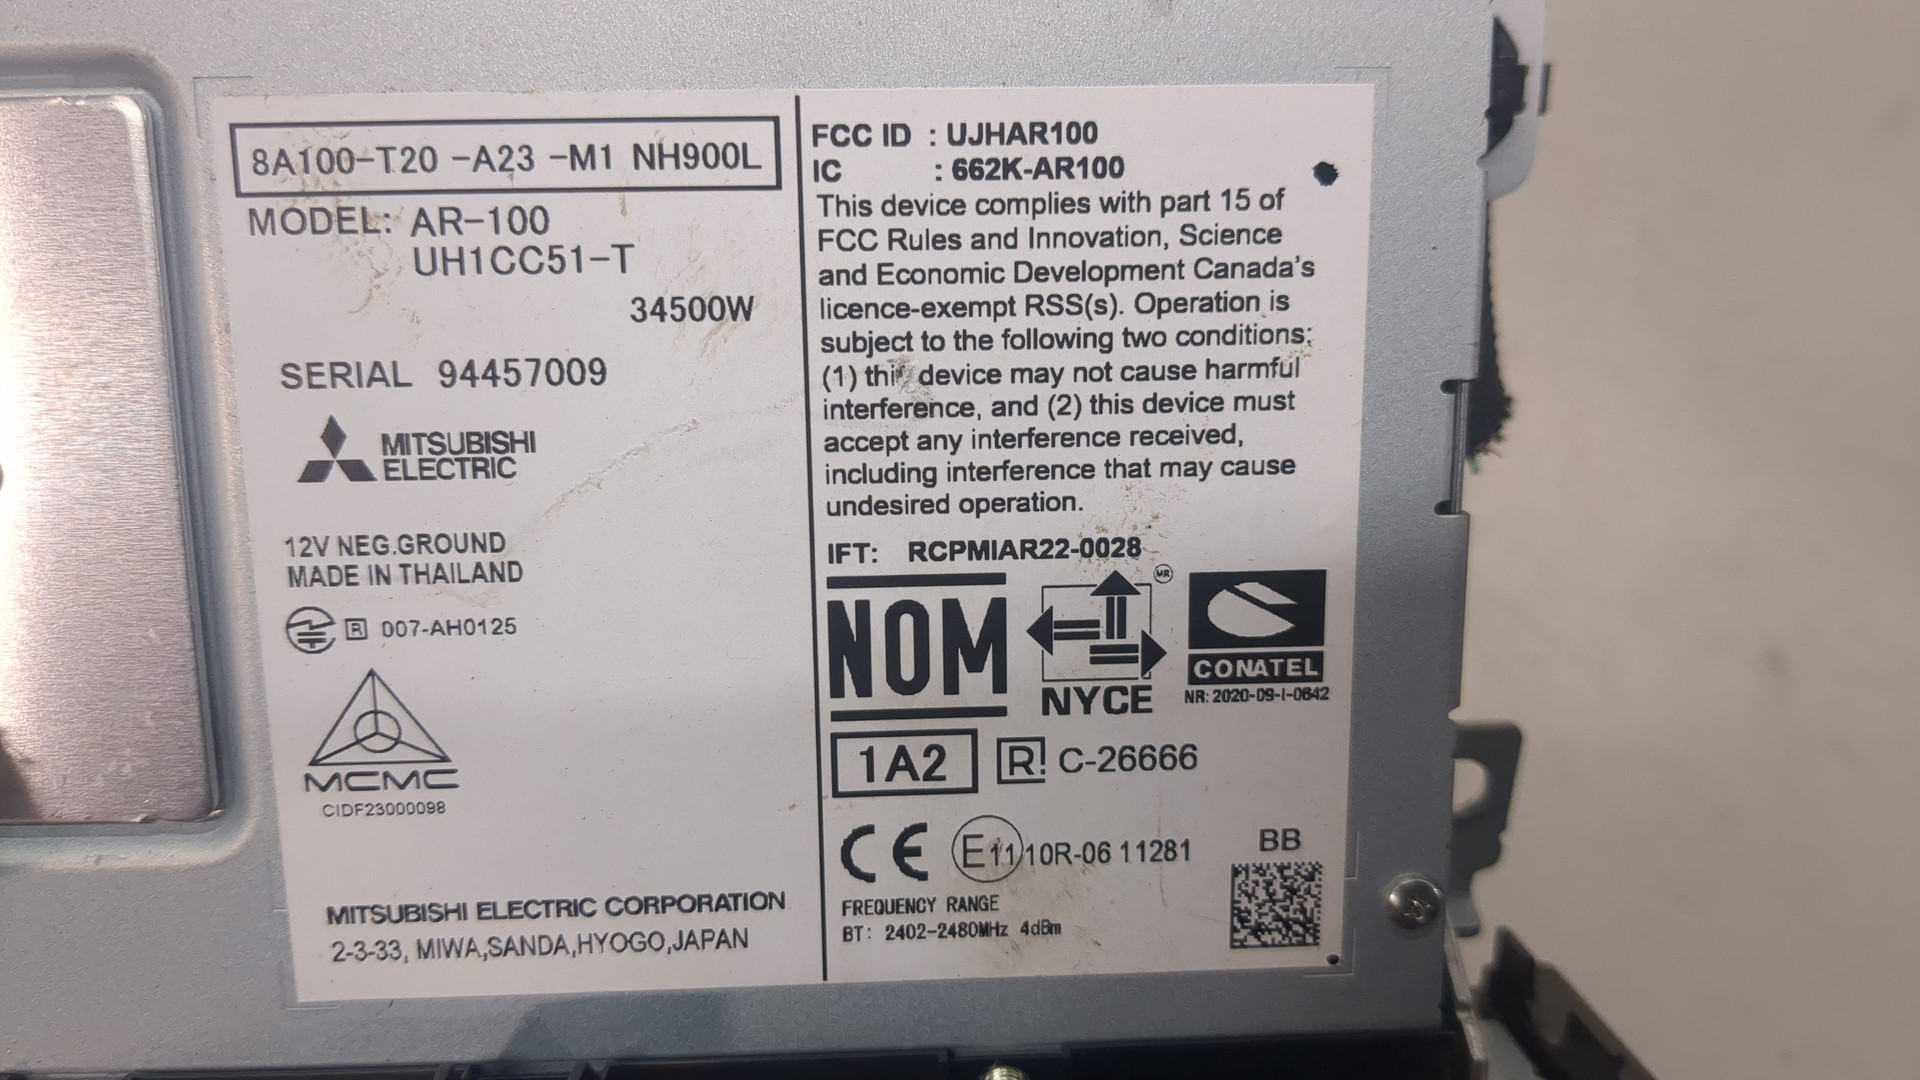 8A100-T20 -A23 -M1 NH900L
MODEL: AR-100
UH1CC51-T
34500W
SERIAL 94457009
MITSUBISHI
ELECTRIC
12V NEG.GROUND
MADE IN THAILAND
R 007-AH0125
MCMC
CIDF23000098
MITSUBISHI ELECTRIC CORPORATION
2-3-33, MIWA,SANDA,HYOGO,JAPAN
FCC ID : UJHAR100
IC : 662K-AR100
This device complies with part 15 of
FCC Rules and Innovation, Science
and Economic Development Canada's
licence-exempt RSS(s). Operation is
subject to the following two conditions:
(1) this device may not cause harmful
interference, and (2) this device must
accept any interference received,
including interference that may cause
undesired operation.
IFT: RCPMIAR22-0028
NOM
MR
NYCE
CONATEL
NR: 2020-09-I-0642
1A2 R! C-26666
CE E11 10R-06 11281
BB
FREQUENCY RANGE
BT: 2402-2480MHz 4dBm